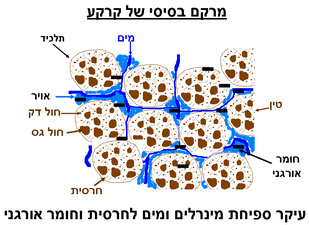 מרקם בסיסי של קרקע
תלכיד
מים
אויר
חול דק
חול גס
טין
חומר
אורגני
חרסית
עיקר ספיחת מינרלים ומים לחרסית וחומר אורגני